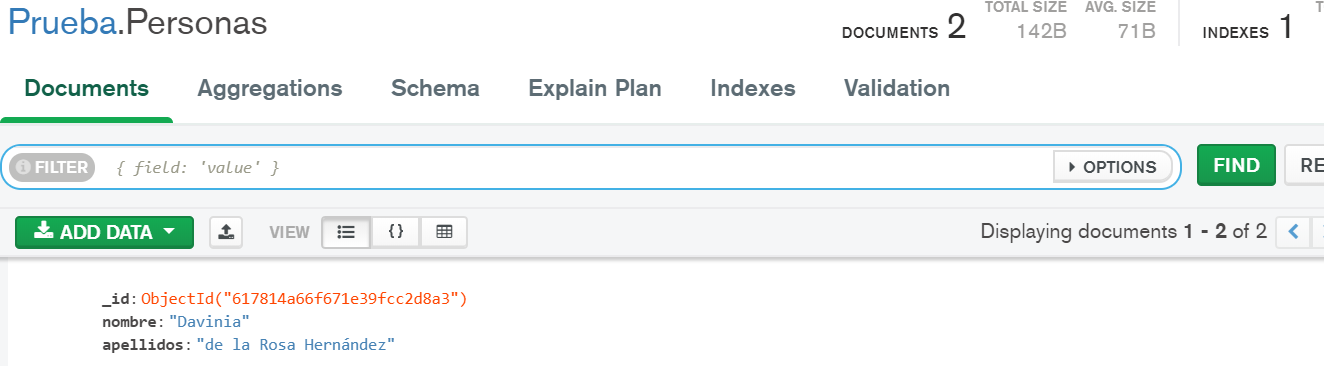 Prueba.Personas
DOCUMENTS 2
TOTAL SIZE
142B
AVG. SIZE
71B
INDEXES 1
Documents Aggregations Schema Explain Plan Indexes Validation
FILTER { field: 'value' } OPTIONS FIND
ADD DATA VIEW {} Displaying documents 1 - 2 of 2
_id: ObjectId("617814a66f671e39fcc2d8a3")
nombre: "Davinia"
apellidos: "de la Rosa Hernández"